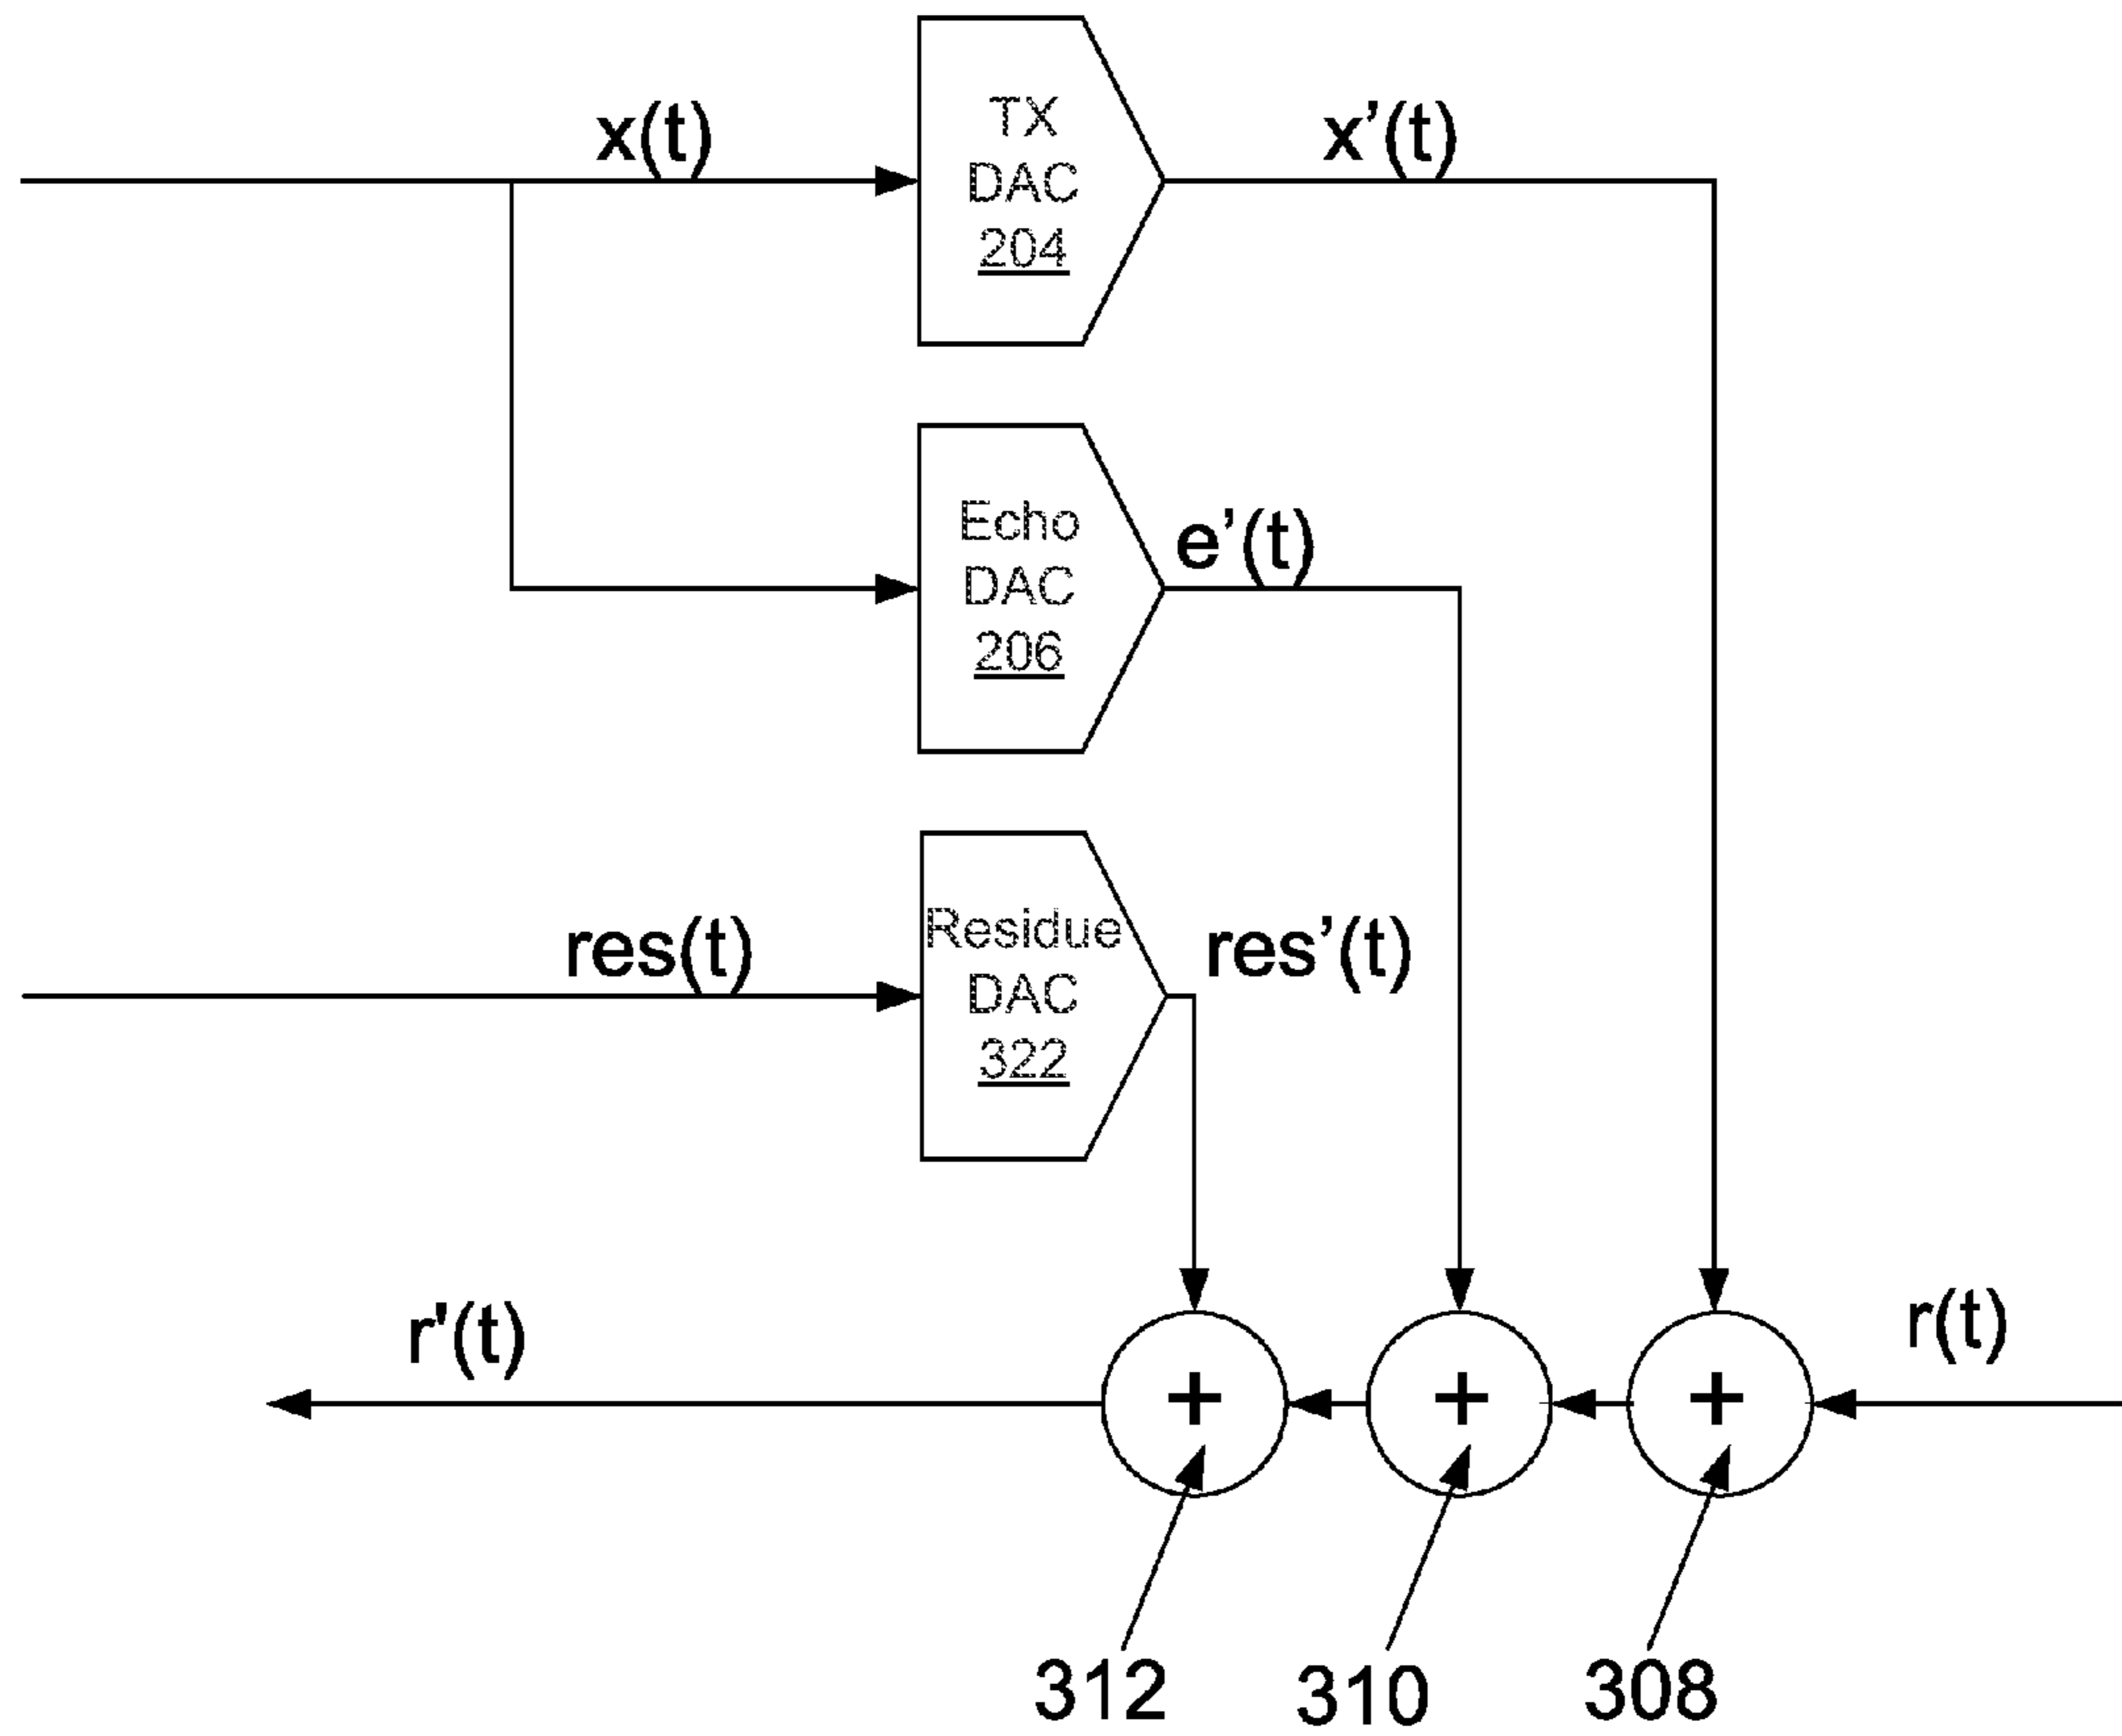 x(t)
TX
DAC
204
x’(t)
Echo
DAC
206
e’(t)
res(t)
Residue
DAC
322
res’(t)
r'(t)
+
+
+
r(t)
312
310
308